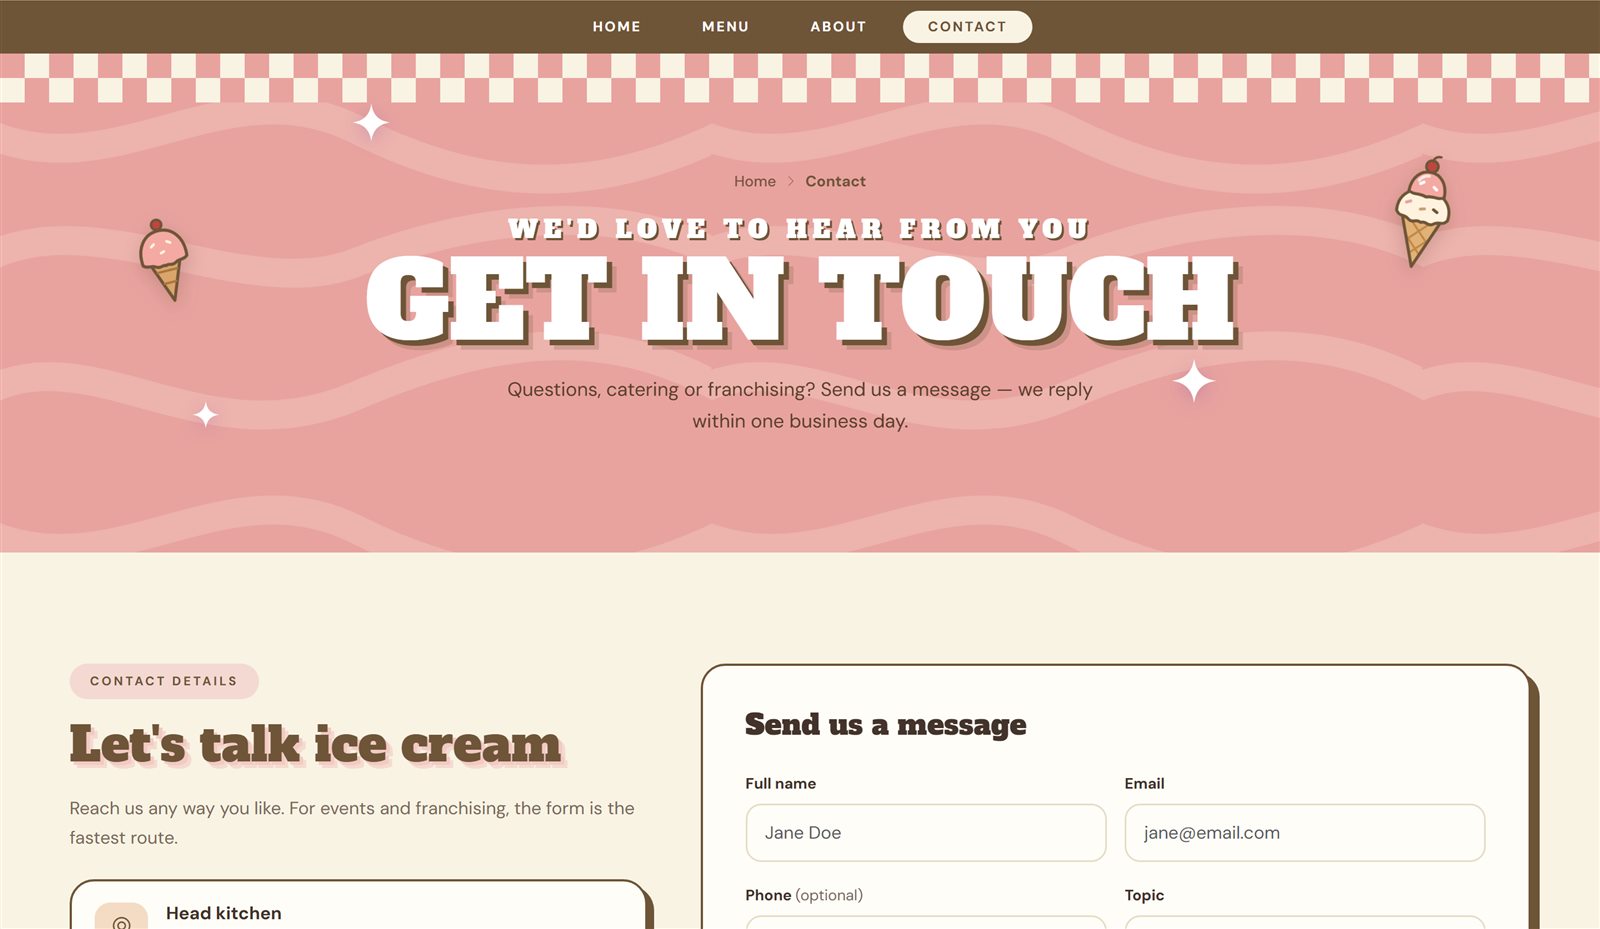 HOME MENU ABOUT CONTACT
Home > Contact
WE'D LOVE TO HEAR FROM YOU
GET IN TOUCH
Questions, catering or franchising? Send us a message — we reply
within one business day.
CONTACT DETAILS
Let's talk ice cream
Reach us any way you like. For events and franchising, the form is the
fastest route.
Head kitchen
Send us a message
Full name Email
Jane Doe jane@email.com
Phone (optional) Topic